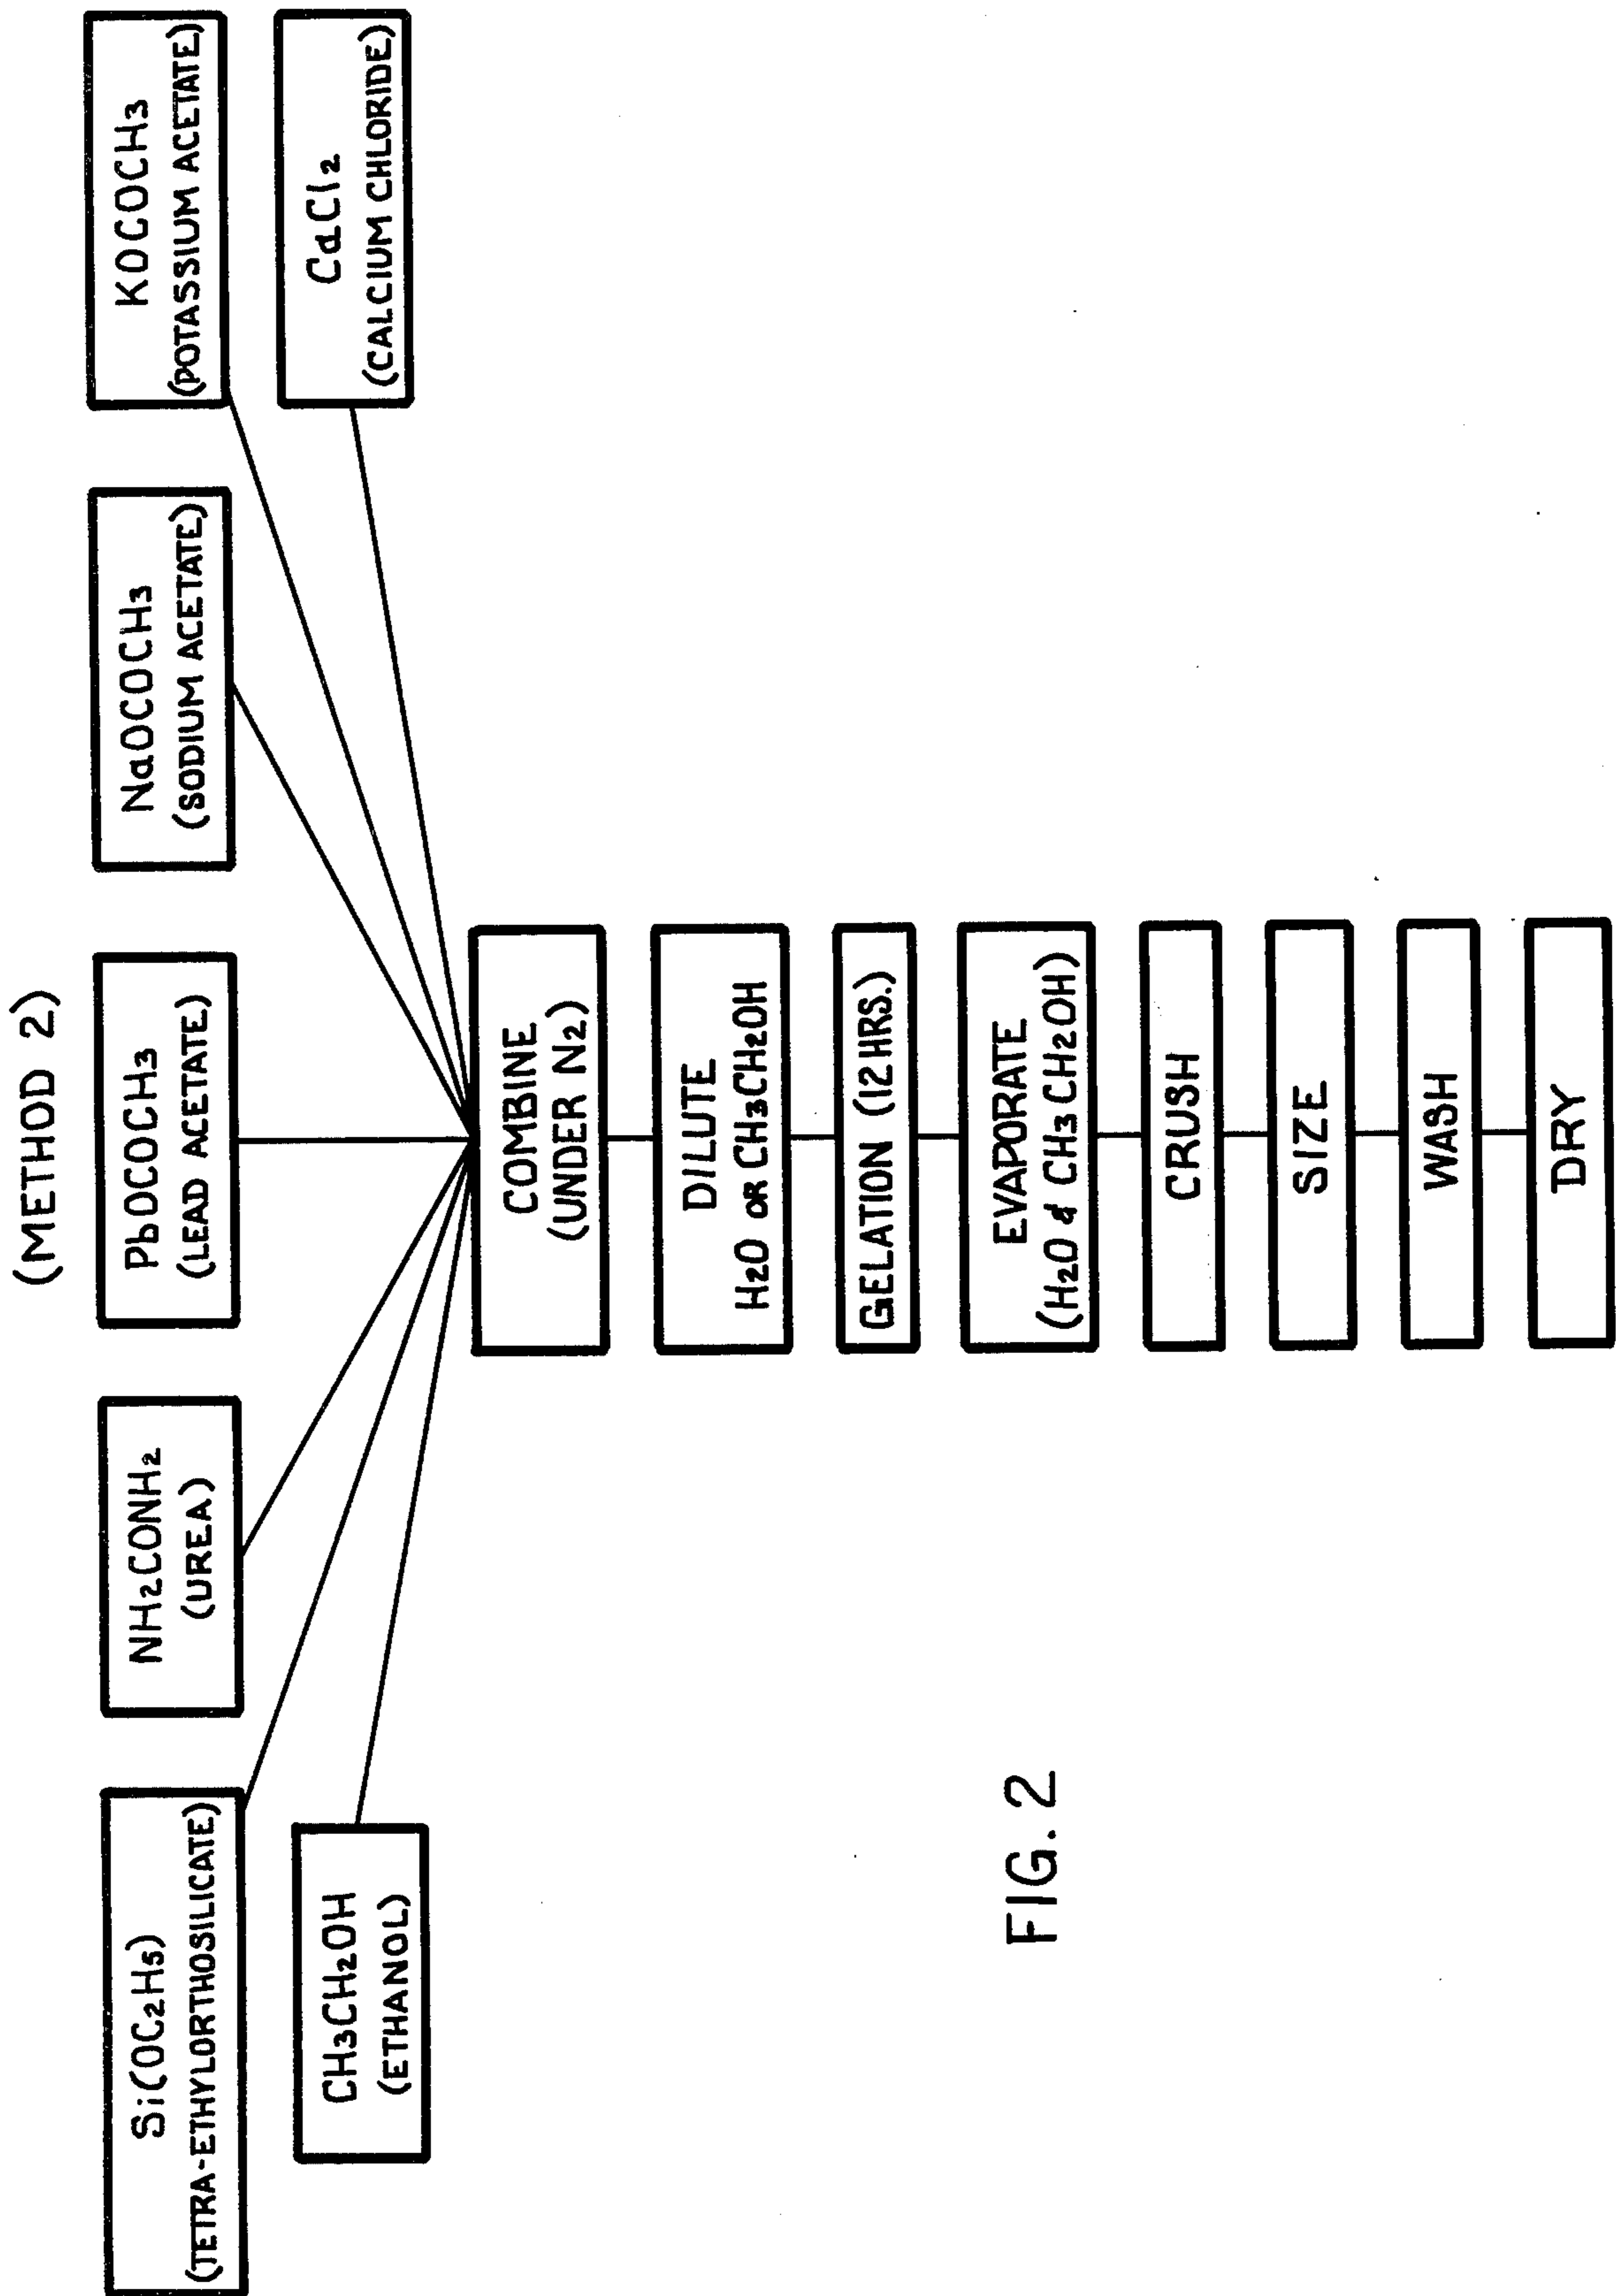 (METHOD 2)
Si(OC₂H₅)
(TETRA-ETHYLORTHOSILICATE)
NH₂CONH₂
(UREA)
PbOCOCH₃
(LEAD ACETATE)
NaOCOCH₃
(SODIUM ACETATE)
KOCOCH₃
(POTASSIUM ACETATE)
CH₃CH₂OH
(ETHANOL)
CaCl₂
(CALCIUM CHLORIDE)
COMBINE
(UNDER N₂)
DILUTE
H₂O OR CH₃CH₂OH
GELATION (12 HRS.)
EVAPORATE
(H₂O & CH₃CH₂OH)
CRUSH
SIZE
WASH
DRY
FIG. 2